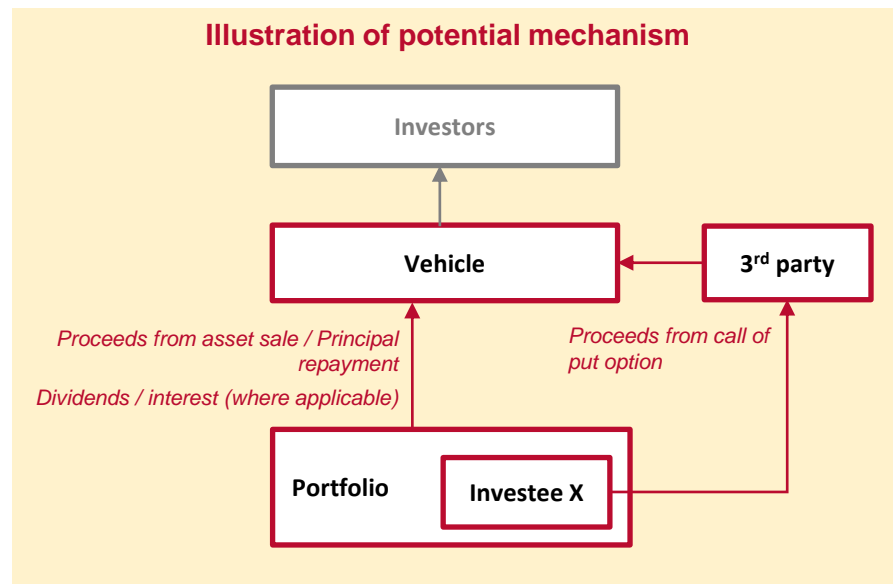 Illustration of potential mechanism
Investors
Vehicle
3rd party
Proceeds from asset sale / Principal
repayment
Dividends / interest (where applicable)
Proceeds from call of
put option
Portfolio
Investee X